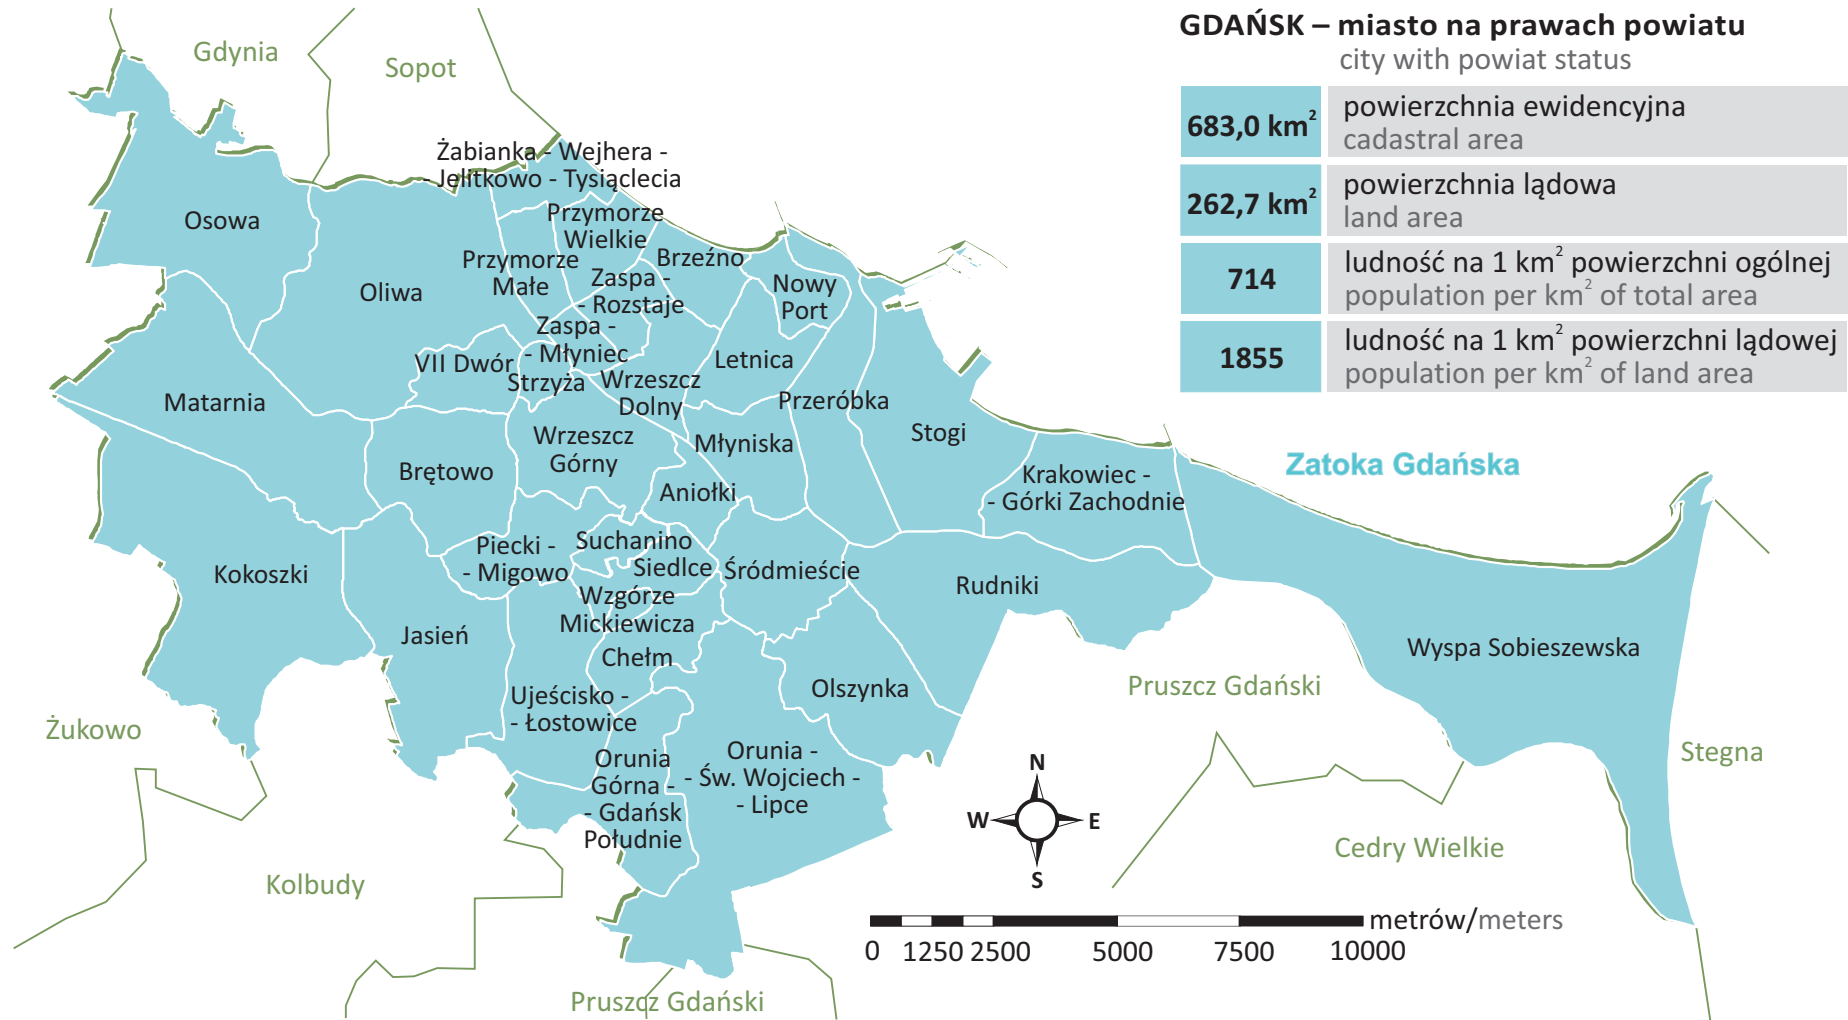 GDAŃSK – miasto na prawach powiatu
city with powiat status
683,0 km²
powierzchnia ewidencyjna
cadastral area
262,7 km²
powierzchnia lądowa
land area
714
ludność na 1 km² powierzchni ogólnej
population per km² of total area
1855
ludność na 1 km² powierzchni lądowej
population per km² of land area
Gdynia
Sopot
Żabianka - Wejhera -
- Jelitkowo - Tysiąclecia
Osowa
Oliwa
Przymorze
Wielkie
Przymorze
Małe
Brzeźno
Zaspa -
- Rozstaje
Nowy
Port
Zaspa -
- Młyniec
VII Dwór
Strzyża
Letnica
Wrzeszcz
Dolny
Przeróbka
Matarnia
Stogi
Wrzeszcz
Górny
Młyniska
Brętowo
Aniołki
Krakowiec -
- Górki Zachodnie
Zatoka Gdańska
Piecki -
- Migowo
Suchanino
Siedlce
Śródmieście
Kokoszki
Rudniki
Wzgórze
Mickiewicza
Jasień
Chełm
Wyspa Sobieszewska
Olszynka
Ujeścisko -
- Łostowice
Pruszcz Gdański
Żukowo
Stegna
Orunia
Górna -
- Gdańsk
Południe
Orunia -
- Św. Wojciech -
- Lipce
N
W
E
S
Cedry Wielkie
Kolbudy
metrów/meters
0 1250 2500 5000 7500 10000
Pruszcz Gdański